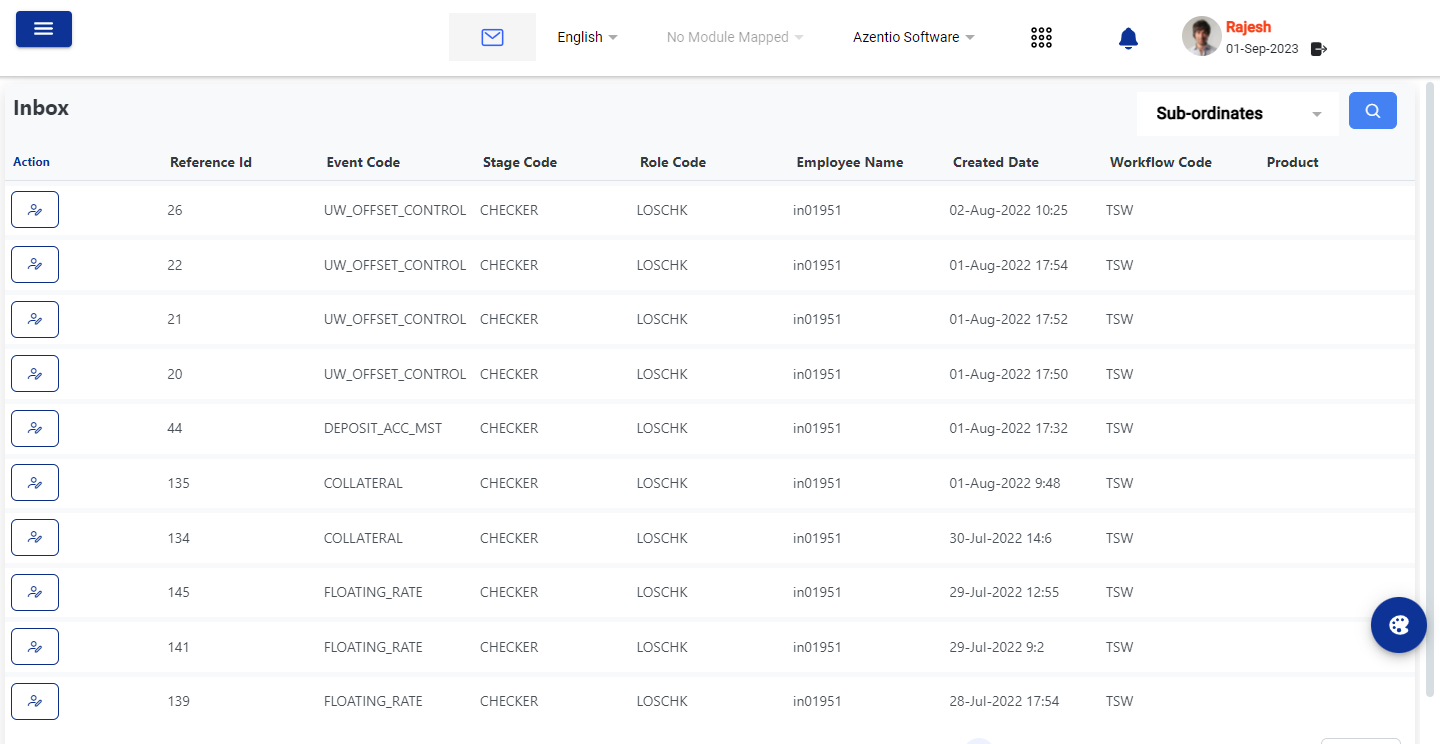 English No Module Mapped Azentio Software Rajesh
01-Sep-2023
Inbox Sub-ordinates
Action Reference Id Event Code Stage Code Role Code Employee Name Created Date Workflow Code Product
26 UW_OFFSET_CONTROL CHECKER LOSCHK in01951 02-Aug-2022 10:25 TSW
22 UW_OFFSET_CONTROL CHECKER LOSCHK in01951 01-Aug-2022 17:54 TSW
21 UW_OFFSET_CONTROL CHECKER LOSCHK in01951 01-Aug-2022 17:52 TSW
20 UW_OFFSET_CONTROL CHECKER LOSCHK in01951 01-Aug-2022 17:50 TSW
44 DEPOSIT_ACC_MST CHECKER LOSCHK in01951 01-Aug-2022 17:32 TSW
135 COLLATERAL CHECKER LOSCHK in01951 01-Aug-2022 9:48 TSW
134 COLLATERAL CHECKER LOSCHK in01951 30-Jul-2022 14:6 TSW
145 FLOATING_RATE CHECKER LOSCHK in01951 29-Jul-2022 12:55 TSW
141 FLOATING_RATE CHECKER LOSCHK in01951 29-Jul-2022 9:2 TSW
139 FLOATING_RATE CHECKER LOSCHK in01951 28-Jul-2022 17:54 TSW